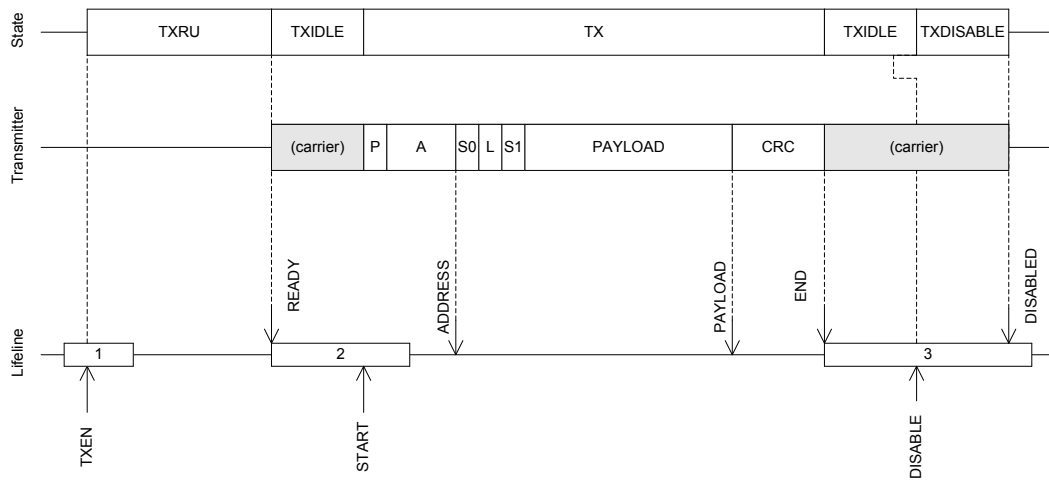 State
TXRU
TXIDLE
TX
TXIDLE
TXDISABLE
Transmitter
(carrier)
P
A
S0
L
S1
PAYLOAD
CRC
(carrier)
READY
ADDRESS
PAYLOAD
END
DISABLED
Lifeline
1
2
3
TXEN
START
DISABLE